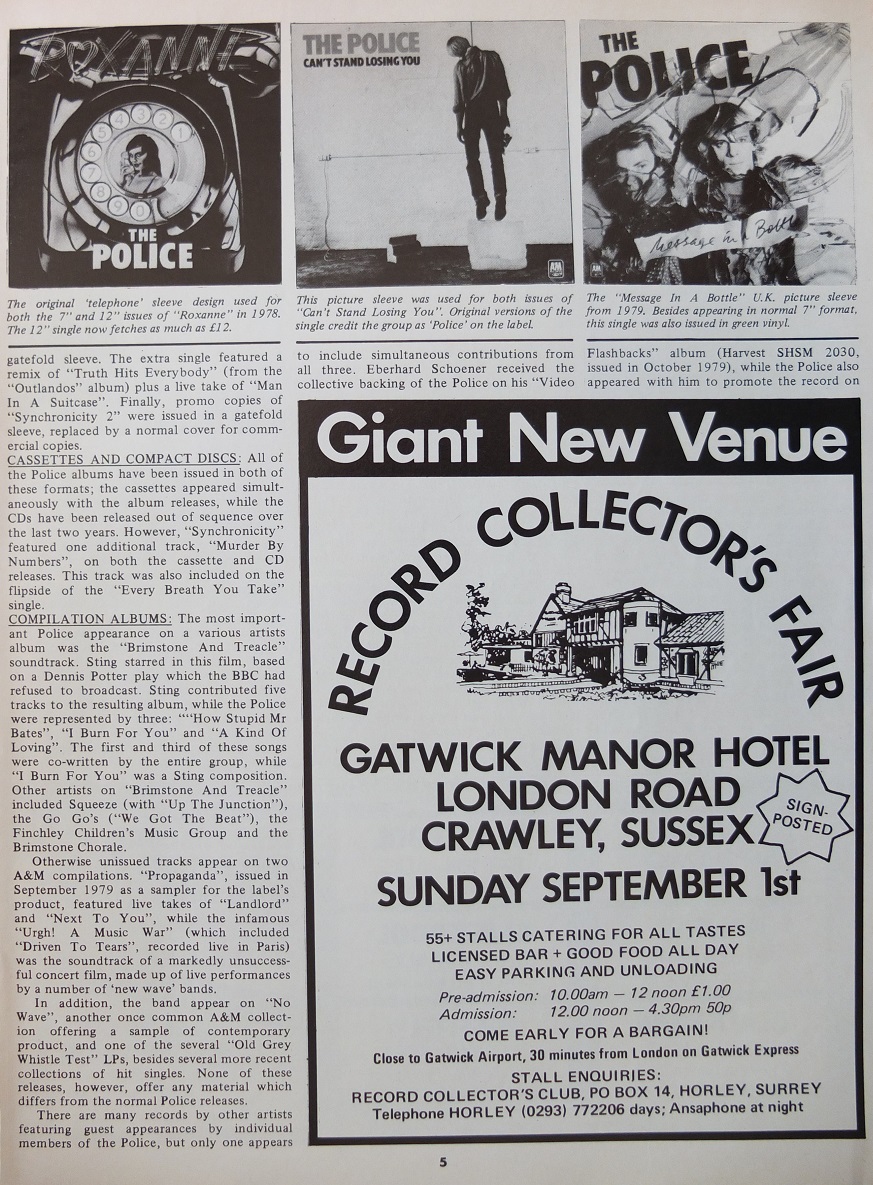 ROXANNE
5 4 3 2 1
6
7
8
9 0
THE
POLICE
THE POLICE
CAN'T STAND LOSING YOU
A&M
THE
POLICE
Message in a Bottle
The original 'telephone' sleeve design used for
both the 7" and 12" issues of "Roxanne" in 1978.
The 12" single now fetches as much as £12.
This picture sleeve was used for both issues of
"Can't Stand Losing You". Original versions of the
single credit the group as 'Police' on the label.
The "Message In A Bottle" U.K. picture sleeve
from 1979. Besides appearing in normal 7" format,
this single was also issued in green vinyl.
gatefold sleeve. The extra single featured a
remix of "Truth Hits Everybody" (from the
"Outlandos" album) plus a live take of "Man
In A Suitcase". Finally, promo copies of
"Synchronicity 2" were issued in a gatefold
sleeve, replaced by a normal cover for comm-
ercial copies.
CASSETTES AND COMPACT DISCS: All of
the Police albums have been issued in both of
these formats; the cassettes appeared simult-
aneously with the album releases, while the
CDs have been released out of sequence over
the last two years. However, "Synchronicity"
featured one additional track, "Murder By
Numbers", on both the cassette and CD
releases. This track was also included on the
flipside of the "Every Breath You Take"
single.
COMPILATION ALBUMS: The most import-
ant Police appearance on a various artists
album was the "Brimstone And Treacle"
soundtrack. Sting starred in this film, based
on a Dennis Potter play which the BBC had
refused to broadcast. Sting contributed five
tracks to the resulting album, while the Police
were represented by three: ""How Stupid Mr
Bates", "I Burn For You" and "A Kind Of
Loving". The first and third of these songs
were co-written by the entire group, while
"I Burn For You" was a Sting composition.
Other artists on "Brimstone And Treacle"
included Squeeze (with "Up The Junction"),
the Go Go's ("We Got The Beat"), the
Finchley Children's Music Group and the
Brimstone Chorale.
Otherwise unissued tracks appear on two
A&M compilations. "Propaganda", issued in
September 1979 as a sampler for the label's
product, featured live takes of "Landlord"
and "Next To You", while the infamous
"Urgh! A Music War" (which included
"Driven To Tears", recorded live in Paris)
was the soundtrack of a markedly unsuccess-
ful concert film, made up of live performances
by a number of 'new wave' bands.
In addition, the band appear on "No
Wave", another once common A&M collect-
ion offering a sample of contemporary
product, and one of the several "Old Grey
Whistle Test" LPs, besides several more recent
collections of hit singles. None of these
releases, however, offer any material which
differs from the normal Police releases.
There are many records by other artists
featuring guest appearances by individual
members of the Police, but only one appears
to include simultaneous contributions from
all three. Eberhard Schoener received the
collective backing of the Police on his "Video
Flashbacks" album (Harvest SHSM 2030,
issued in October 1979), while the Police also
appeared with him to promote the record on
Giant New Venue
RECORD COLLECTOR'S FAIR
GATWICK MANOR HOTEL
LONDON ROAD
CRAWLEY, SUSSEX
SIGN-
POSTED
SUNDAY SEPTEMBER 1st
55+ STALLS CATERING FOR ALL TASTES
LICENSED BAR + GOOD FOOD ALL DAY
EASY PARKING AND UNLOADING
Pre-admission: 10.00am — 12 noon £1.00
Admission: 12.00 noon — 4.30pm 50p
COME EARLY FOR A BARGAIN!
Close to Gatwick Airport, 30 minutes from London on Gatwick Express
STALL ENQUIRIES:
RECORD COLLECTOR'S CLUB, PO BOX 14, HORLEY, SURREY
Telephone HORLEY (0293) 772206 days; Ansaphone at night
5